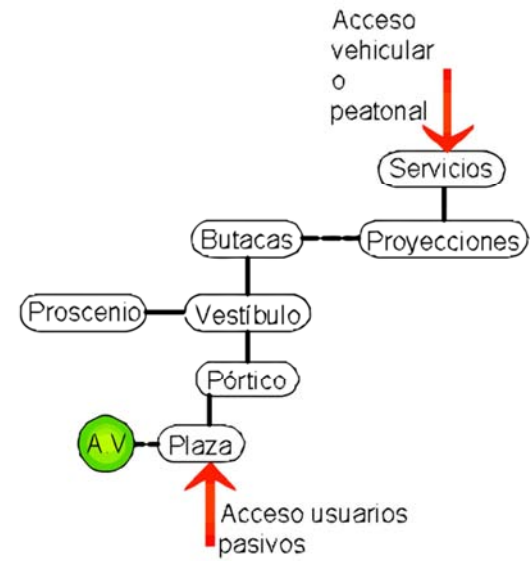 Acceso
vehicular
o
peatonal
Servicios
Butacas
Proyecciones
Proscenio
Vestíbulo
Pórtico
A.V
Plaza
Acceso usuarios
pasivos